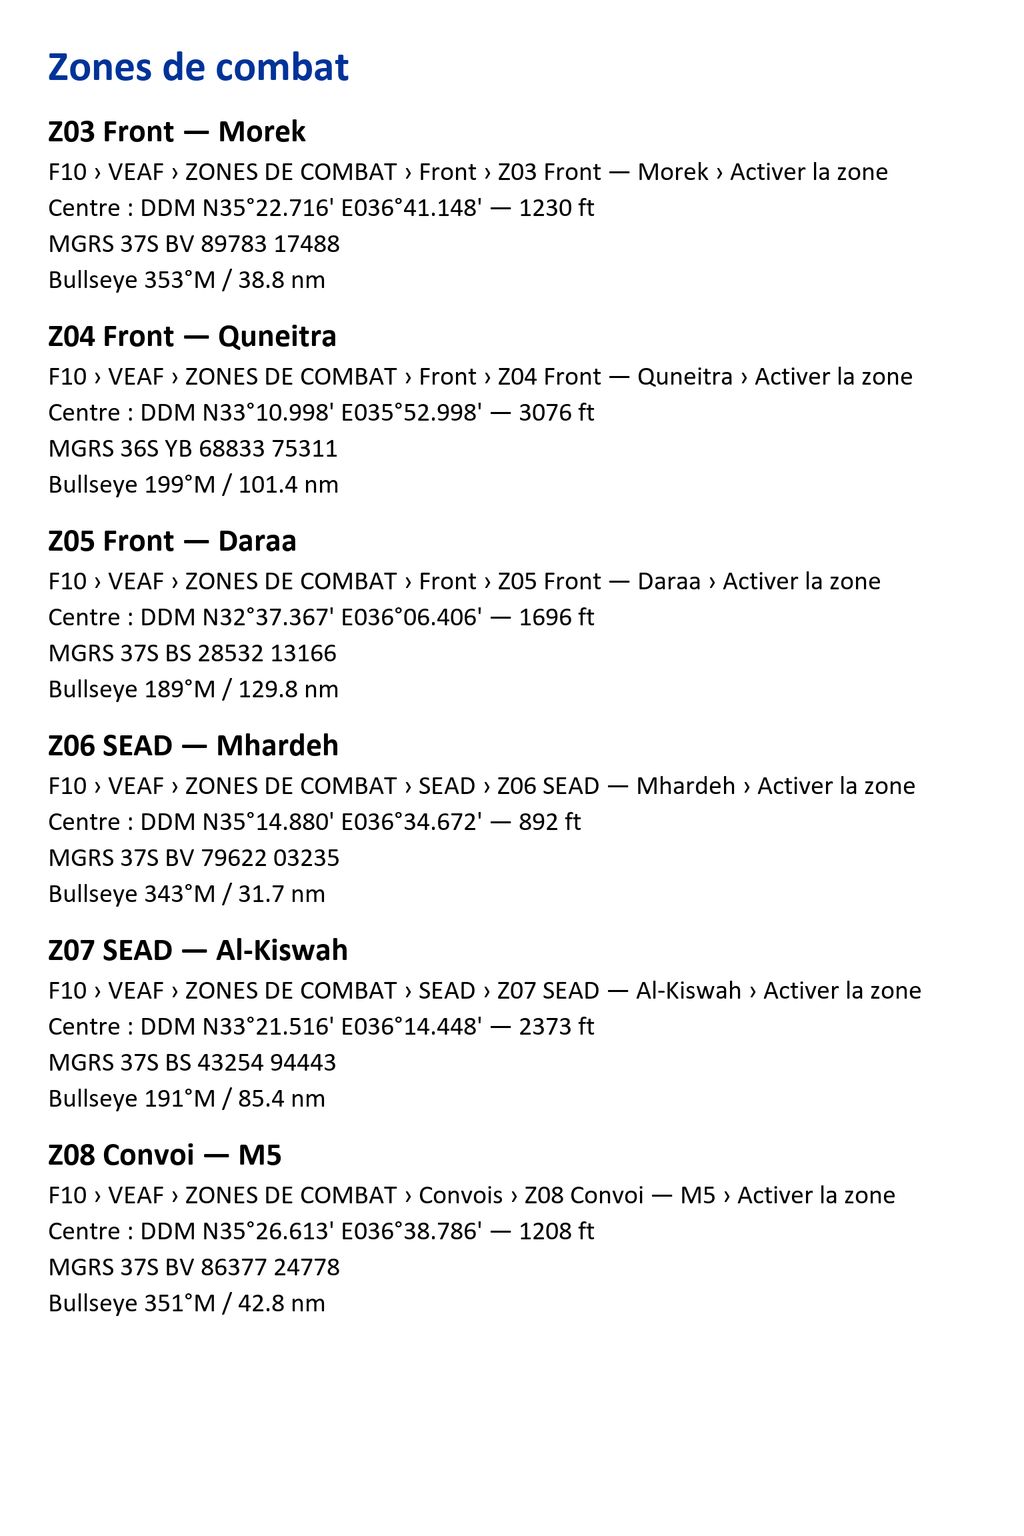 Zones de combat
Z03 Front — Morek
F10 › VEAF › ZONES DE COMBAT › Front › Z03 Front — Morek › Activer la zone
Centre : DDM N35°22.716' E036°41.148' — 1230 ft
MGRS 37S BV 89783 17488
Bullseye 353°M / 38.8 nm
Z04 Front — Quneitra
F10 › VEAF › ZONES DE COMBAT › Front › Z04 Front — Quneitra › Activer la zone
Centre : DDM N33°10.998' E035°52.998' — 3076 ft
MGRS 36S YB 68833 75311
Bullseye 199°M / 101.4 nm
Z05 Front — Daraa
F10 › VEAF › ZONES DE COMBAT › Front › Z05 Front — Daraa › Activer la zone
Centre : DDM N32°37.367' E036°06.406' — 1696 ft
MGRS 37S BS 28532 13166
Bullseye 189°M / 129.8 nm
Z06 SEAD — Mhardeh
F10 › VEAF › ZONES DE COMBAT › SEAD › Z06 SEAD — Mhardeh › Activer la zone
Centre : DDM N35°14.880' E036°34.672' — 892 ft
MGRS 37S BV 79622 03235
Bullseye 343°M / 31.7 nm
Z07 SEAD — Al-Kiswah
F10 › VEAF › ZONES DE COMBAT › SEAD › Z07 SEAD — Al-Kiswah › Activer la zone
Centre : DDM N33°21.516' E036°14.448' — 2373 ft
MGRS 37S BS 43254 94443
Bullseye 191°M / 85.4 nm
Z08 Convoi — M5
F10 › VEAF › ZONES DE COMBAT › Convois › Z08 Convoi — M5 › Activer la zone
Centre : DDM N35°26.613' E036°38.786' — 1208 ft
MGRS 37S BV 86377 24778
Bullseye 351°M / 42.8 nm